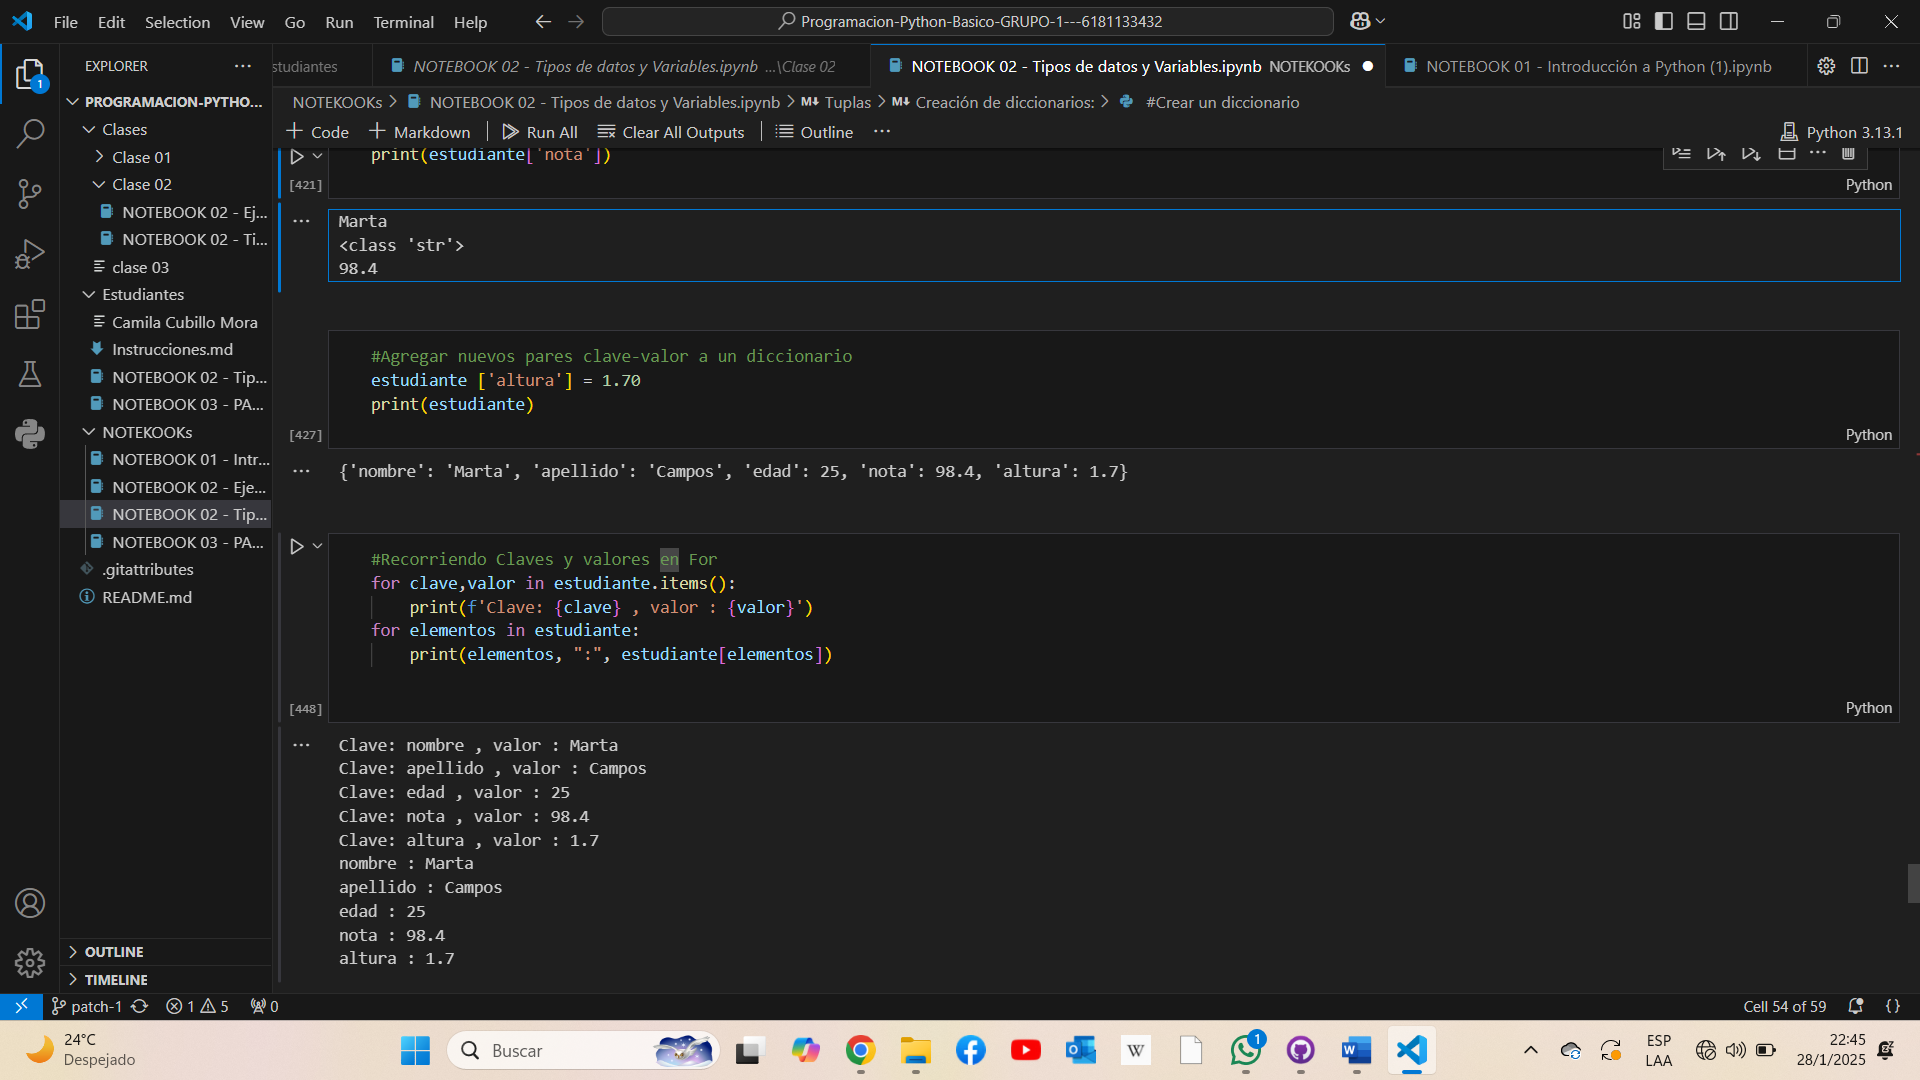 File Edit Selection View Go Run Terminal Help
Programacion-Python-Basico-GRUPO-1---6181133432
EXPLORER
studiantes
NOTEBOOK 02 - Tipos de datos y Variables.ipynb ...\Clase 02
NOTEBOOK 02 - Tipos de datos y Variables.ipynb NOTEKOOKs
NOTEBOOK 01 - Introducción a Python (1).ipynb
NOTEKOOKs > NOTEBOOK 02 - Tipos de datos y Variables.ipynb > M↓ Tuplas > M↓ Creación de diccionarios: > #Crear un diccionario
+ Code + Markdown Run All Clear All Outputs Outline ...
Python 3.13.1
PROGRAMACION-PYTHO...
Clases
Clase 01
Clase 02
NOTEBOOK 02 - Ej...
NOTEBOOK 02 - Ti...
clase 03
Estudiantes
Camila Cubillo Mora
Instrucciones.md
NOTEBOOK 02 - Tip...
NOTEBOOK 03 - PA...
NOTEKOOKs
NOTEBOOK 01 - Intr...
NOTEBOOK 02 - Eje...
NOTEBOOK 02 - Tip...
NOTEBOOK 03 - PA...
.gitattributes
README.md
OUTLINE
TIMELINE
print(estudiante['nota'])
[421]
Python
Marta
<class 'str'>
98.4
#Agregar nuevos pares clave-valor a un diccionario
estudiante ['altura'] = 1.70
print(estudiante)
[427]
Python
{'nombre': 'Marta', 'apellido': 'Campos', 'edad': 25, 'nota': 98.4, 'altura': 1.7}
#Recorriendo Claves y valores en For
for clave,valor in estudiante.items():
    print(f'Clave: {clave} , valor : {valor}')
for elementos in estudiante:
    print(elementos, ":", estudiante[elementos])
[448]
Python
Clave: nombre , valor : Marta
Clave: apellido , valor : Campos
Clave: edad , valor : 25
Clave: nota , valor : 98.4
Clave: altura , valor : 1.7
nombre : Marta
apellido : Campos
edad : 25
nota : 98.4
altura : 1.7
patch-1 1 5 0
Cell 54 of 59
24°C
Despejado
Buscar
ESP
LAA
22:45
28/1/2025